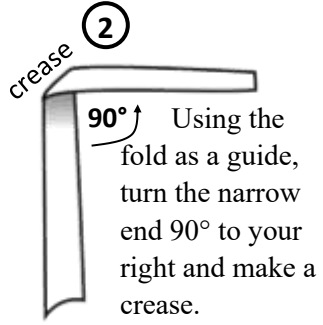 2
crease
90° Using the
fold as a guide,
turn the narrow
end 90° to your
right and make a
crease.